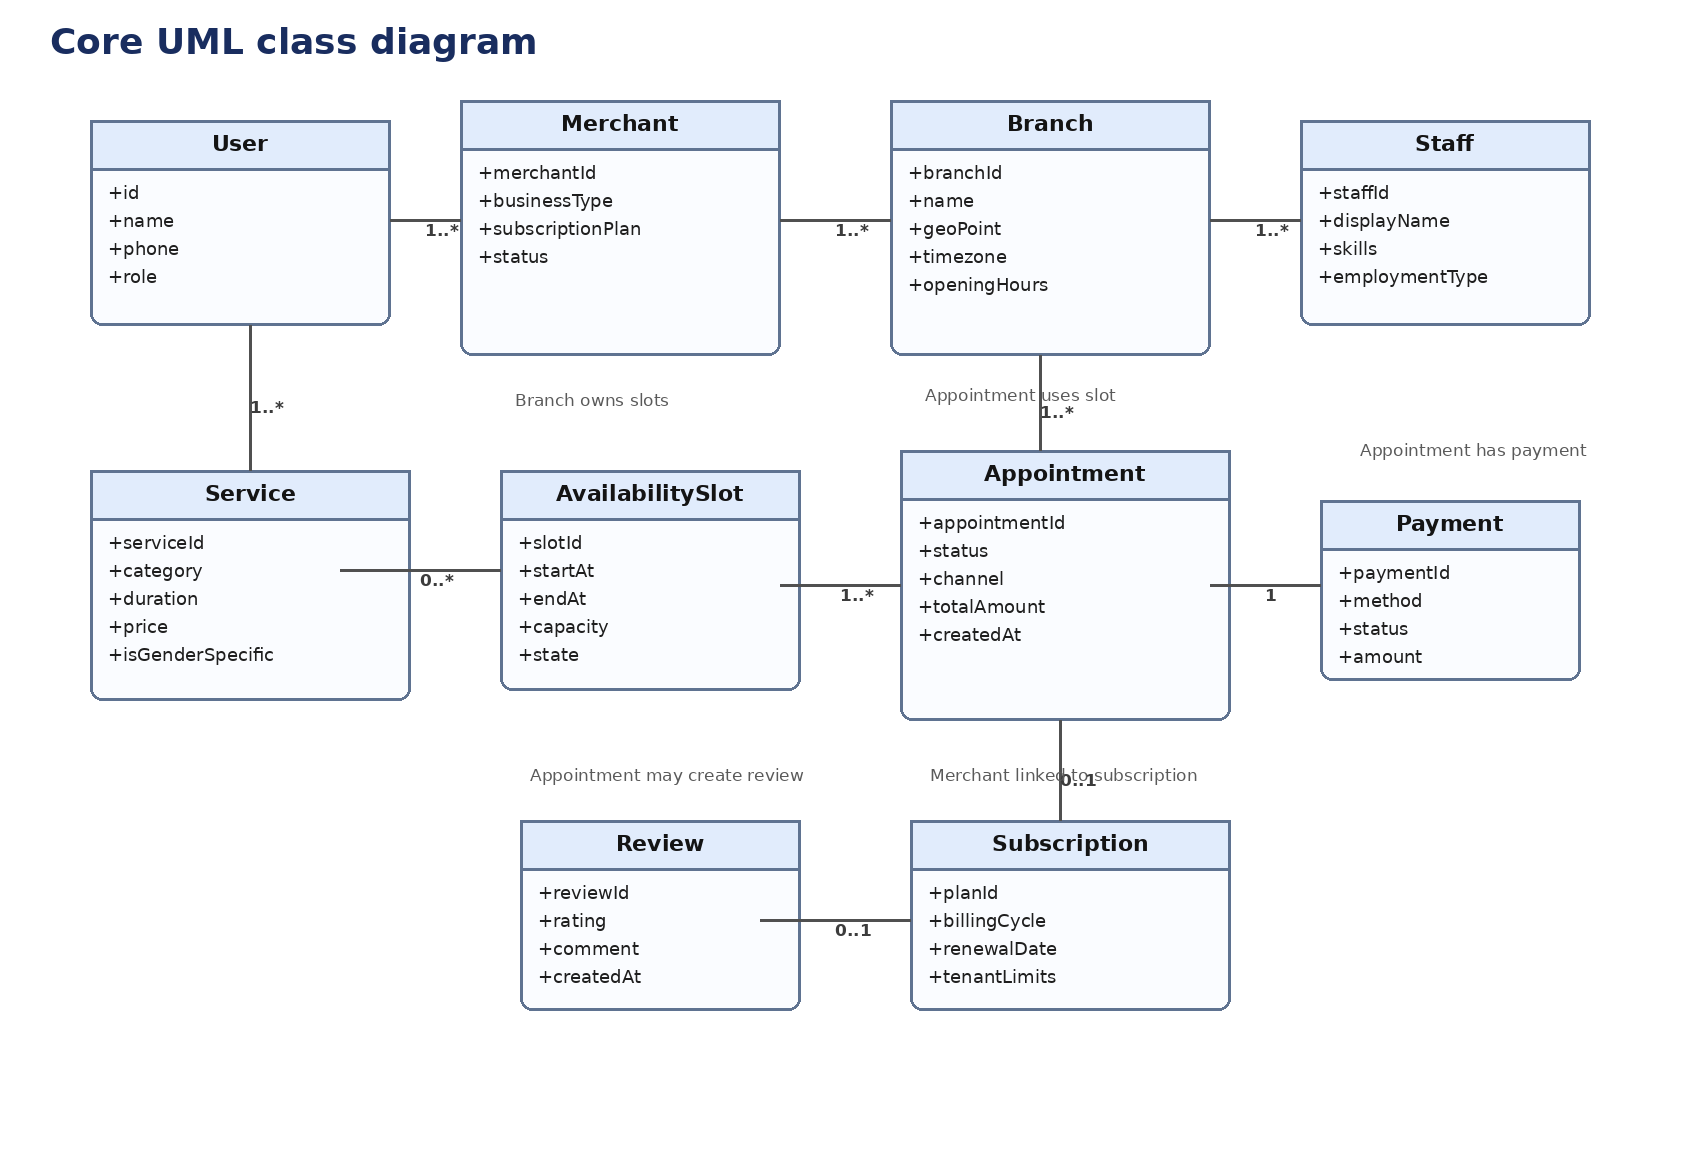 Core UML class diagram
User
+id
+name
+phone
+role
1..*
Merchant
+merchantId
+businessType
+subscriptionPlan
+status
1..*
Branch
+branchId
+name
+geoPoint
+timezone
+openingHours
1..*
Staff
+staffId
+displayName
+skills
+employmentType
1..*
Branch owns slots
Appointment uses slot
1..*
Appointment has payment
Service
+serviceId
+category
+duration
+price
+isGenderSpecific
0..*
AvailabilitySlot
+slotId
+startAt
+endAt
+capacity
+state
1..*
Appointment
+appointmentId
+status
+channel
+totalAmount
+createdAt
1
Payment
+paymentId
+method
+status
+amount
Appointment may create review
Merchant linked to subscription
0..1
Review
+reviewId
+rating
+comment
+createdAt
0..1
Subscription
+planId
+billingCycle
+renewalDate
+tenantLimits